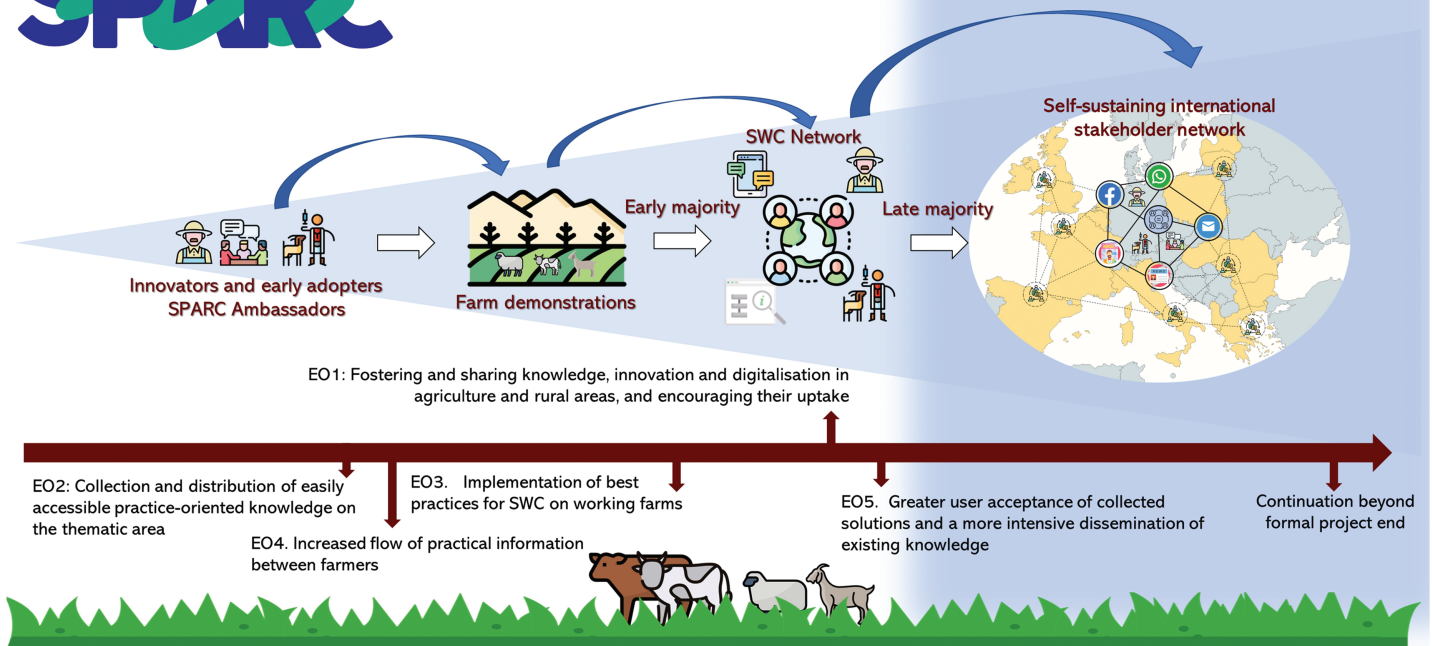 SPARC
Self-sustaining international
stakeholder network
SWC Network
Early majority
Late majority
Innovators and early adopters
SPARC Ambassadors
Farm demonstrations
EO1: Fostering and sharing knowledge, innovation and digitalisation in
agriculture and rural areas, and encouraging their uptake
EO2: Collection and distribution of easily
accessible practice-oriented knowledge on
the thematic area
EO3. Implementation of best
practices for SWC on working farms
EO4. Increased flow of practical information
between farmers
EO5. Greater user acceptance of collected
solutions and a more intensive dissemination of
existing knowledge
Continuation beyond
formal project end